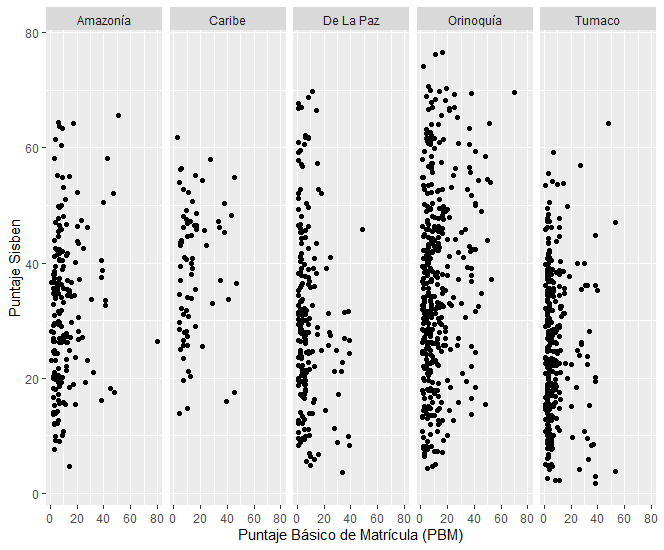 Amazonía Caribe De La Paz Orinoquía Tumaco
80
60
40
20
0
Puntaje Sisben
0 20 40 60 80 0 20 40 60 80 0 20 40 60 80 0 20 40 60 80 0 20 40 60 80
Puntaje Básico de Matrícula (PBM)